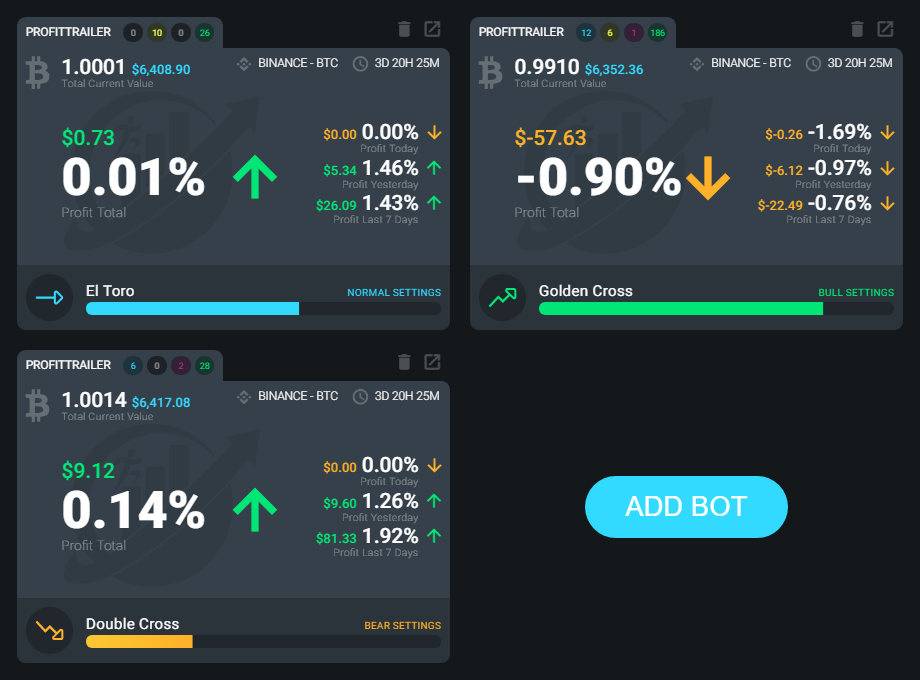 PROFITTRAILER 0 10 0 26
1.0001 $6,408.90 BINANCE - BTC 3D 20H 25M
Total Current Value
$0.73
0.01%
Profit Total
$0.00 0.00%
Profit Today
$5.34 1.46%
Profit Yesterday
$26.09 1.43%
Profit Last 7 Days
El Toro NORMAL SETTINGS
PROFITTRAILER 12 6 1 186
0.9910 $6,352.36 BINANCE - BTC 3D 20H 25M
Total Current Value
$-57.63
-0.90%
Profit Total
$-0.26 -1.69%
Profit Today
$-6.12 -0.97%
Profit Yesterday
$-22.49 -0.76%
Profit Last 7 Days
Golden Cross BULL SETTINGS
PROFITTRAILER 6 0 2 28
1.0014 $6,417.08 BINANCE - BTC 3D 20H 25M
Total Current Value
$9.12
0.14%
Profit Total
$0.00 0.00%
Profit Today
$9.60 1.26%
Profit Yesterday
$81.33 1.92%
Profit Last 7 Days
Double Cross BEAR SETTINGS
ADD BOT